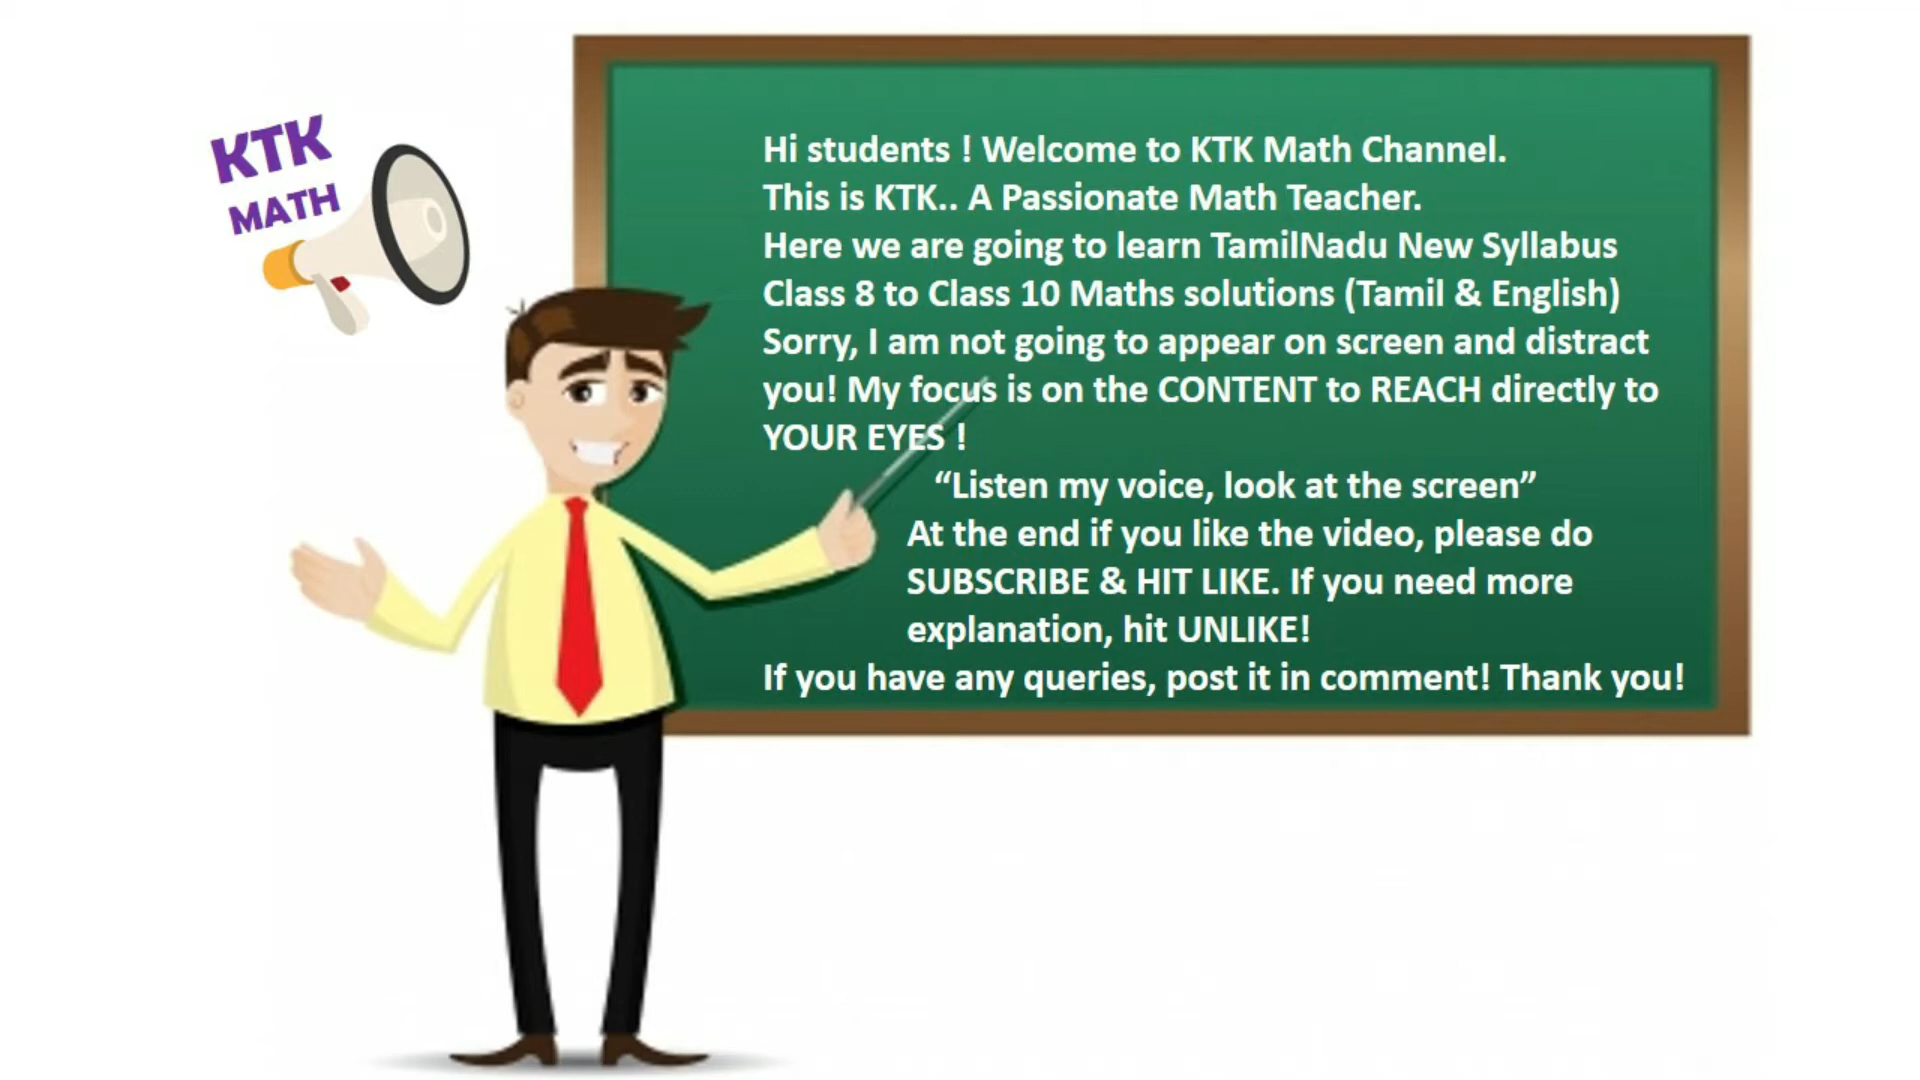 KTK
MATH
Hi students ! Welcome to KTK Math Channel.
This is KTK.. A Passionate Math Teacher.
Here we are going to learn TamilNadu New Syllabus
Class 8 to Class 10 Maths solutions (Tamil & English)
Sorry, I am not going to appear on screen and distract
you! My focus is on the CONTENT to REACH directly to
YOUR EYES !
“Listen my voice, look at the screen”
At the end if you like the video, please do
SUBSCRIBE & HIT LIKE. If you need more
explanation, hit UNLIKE!
If you have any queries, post it in comment! Thank you!